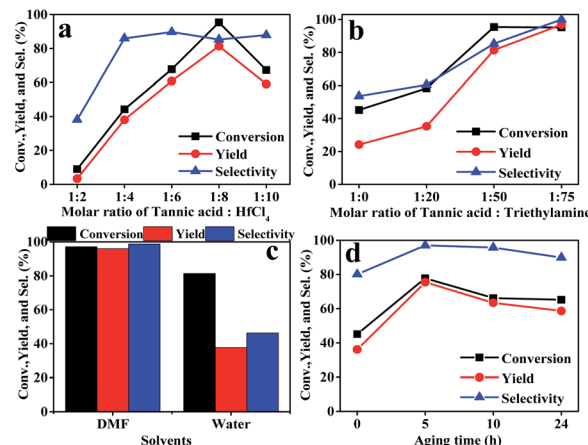 a
Conv.,Yield, and Sel. (%)
100
80
60
40
20
0
Conversion
Yield
Selectivity
1:2 1:4 1:6 1:8 1:10
Molar ratio of Tannic acid : HfCl4
b
Conv.,Yield, and Sel. (%)
100
80
60
40
20
0
Conversion
Yield
Selectivity
1:0 1:20 1:50 1:75
Molar ratio of Tannic acid : Triethylamine
Conversion Yield Selectivity
c
Conv.,Yield, and Sel. (%)
100
80
60
40
20
0
DMF Water
Solvents
d
Conv.,Yield, and Sel. (%)
100
80
60
40
20
0
Conversion
Yield
Selectivity
0 5 10 24
Aging time (h)